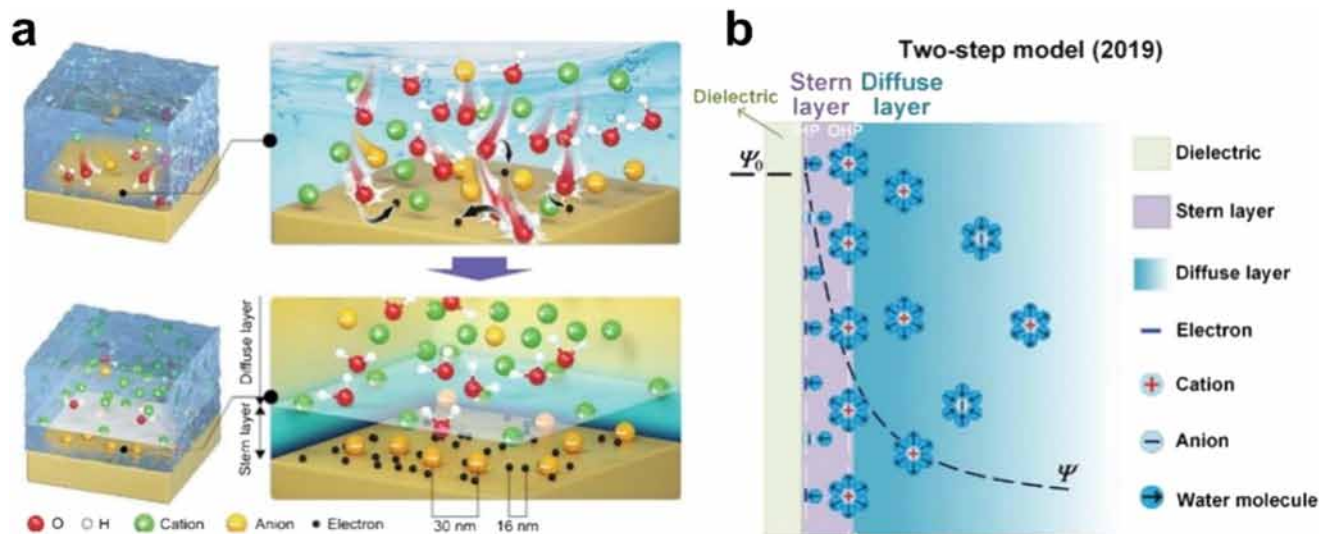 a
Diffuse layer
Stern layer
30 nm
16 nm
O
H
Cation
Anion
Electron
b
Two-step model (2019)
Dielectric
Stern
layer
Diffuse
layer
HP
OHP
Ψ₀
Ψ
Dielectric
Stern layer
Diffuse layer
Electron
Cation
Anion
Water molecule